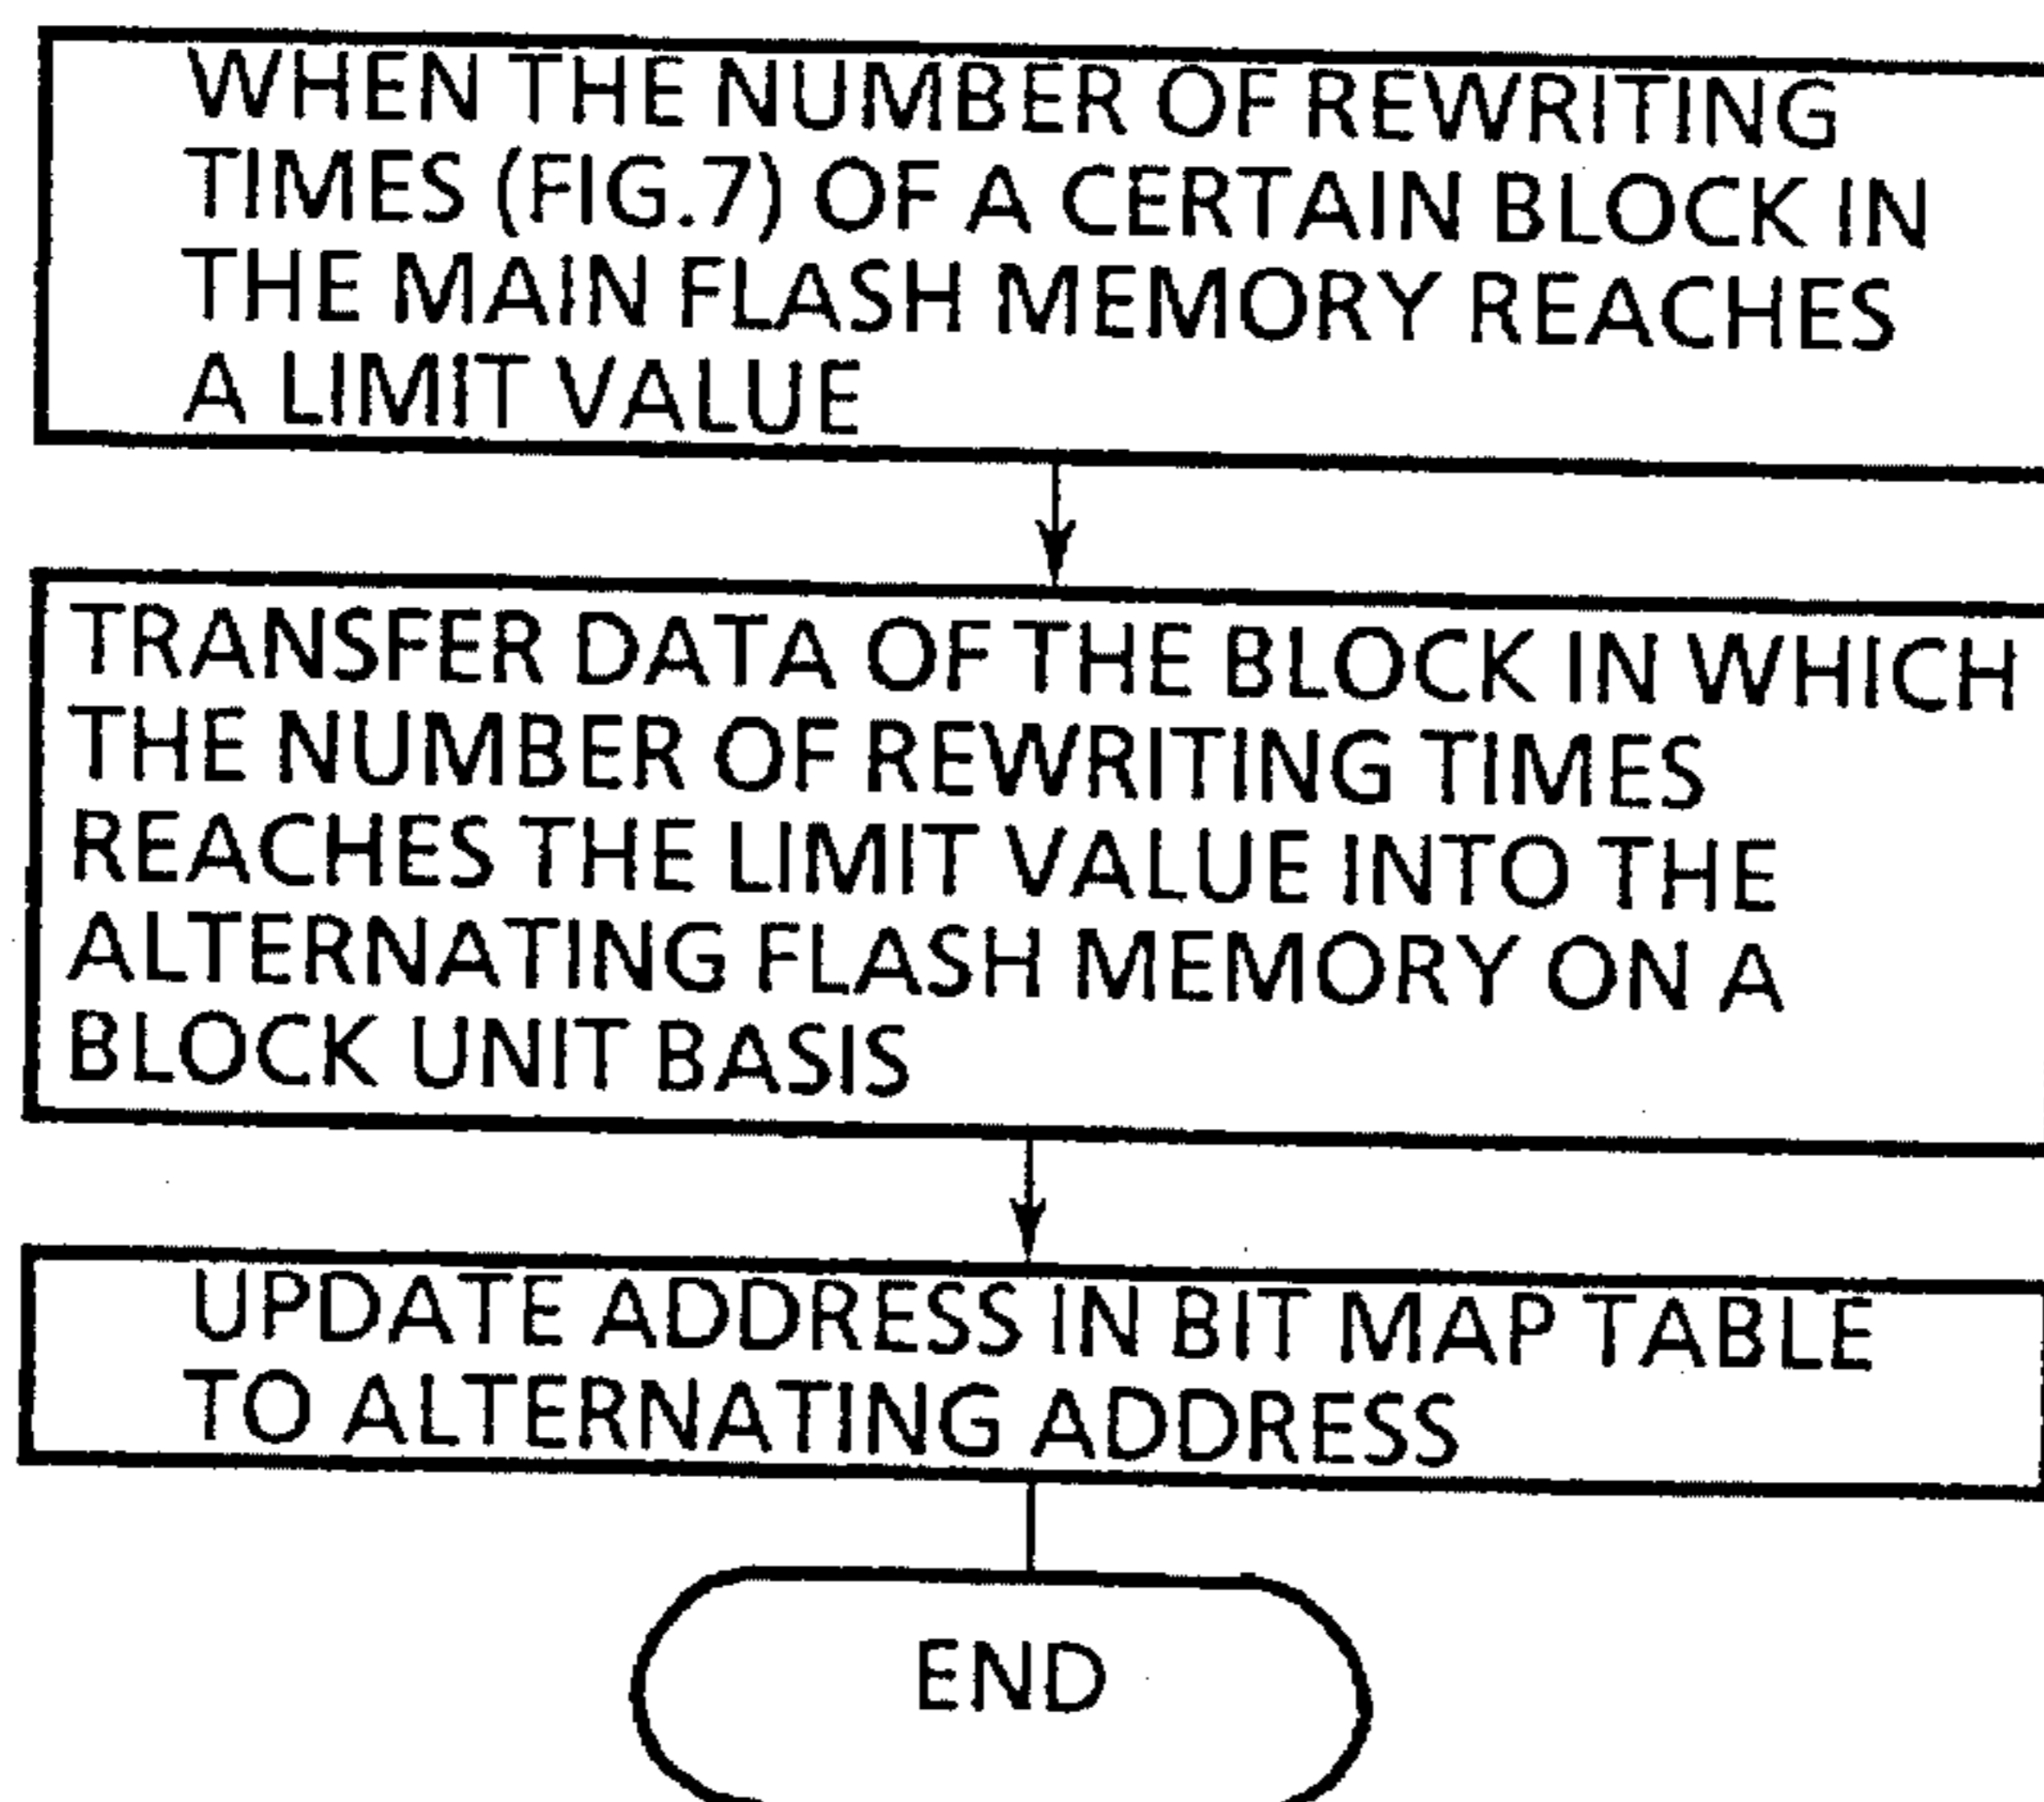 WHEN THE NUMBER OF REWRITING
TIMES (FIG.7) OF A CERTAIN BLOCK IN
THE MAIN FLASH MEMORY REACHES
A LIMIT VALUE
TRANSFER DATA OF THE BLOCK IN WHICH
THE NUMBER OF REWRITING TIMES
REACHES THE LIMIT VALUE INTO THE
ALTERNATING FLASH MEMORY ON A
BLOCK UNIT BASIS
UPDATE ADDRESS IN BIT MAP TABLE
TO ALTERNATING ADDRESS
END